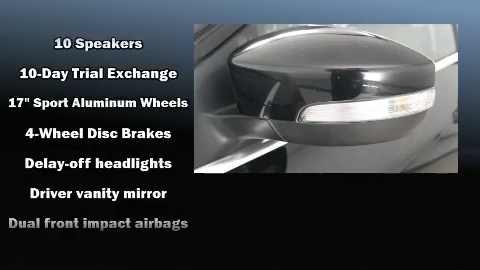 10 Speakers
10-Day Trial Exchange
17" Sport Aluminum Wheels
4-Wheel Disc Brakes
Delay-off headlights
Driver vanity mirror
Dual front impact airbags